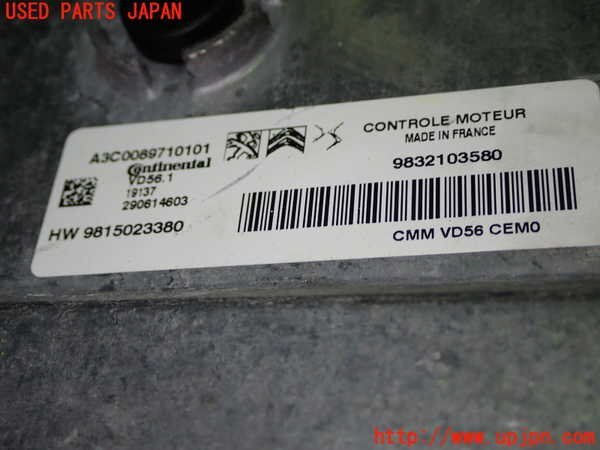 USED PARTS JAPAN
A3C0089710101
Continental
VD56.1
19137
290614603
HW 9815023380
CONTROLE MOTEUR
MADE IN FRANCE
9832103580
CMM VD56 CEM0
http://www.upjpn.com/